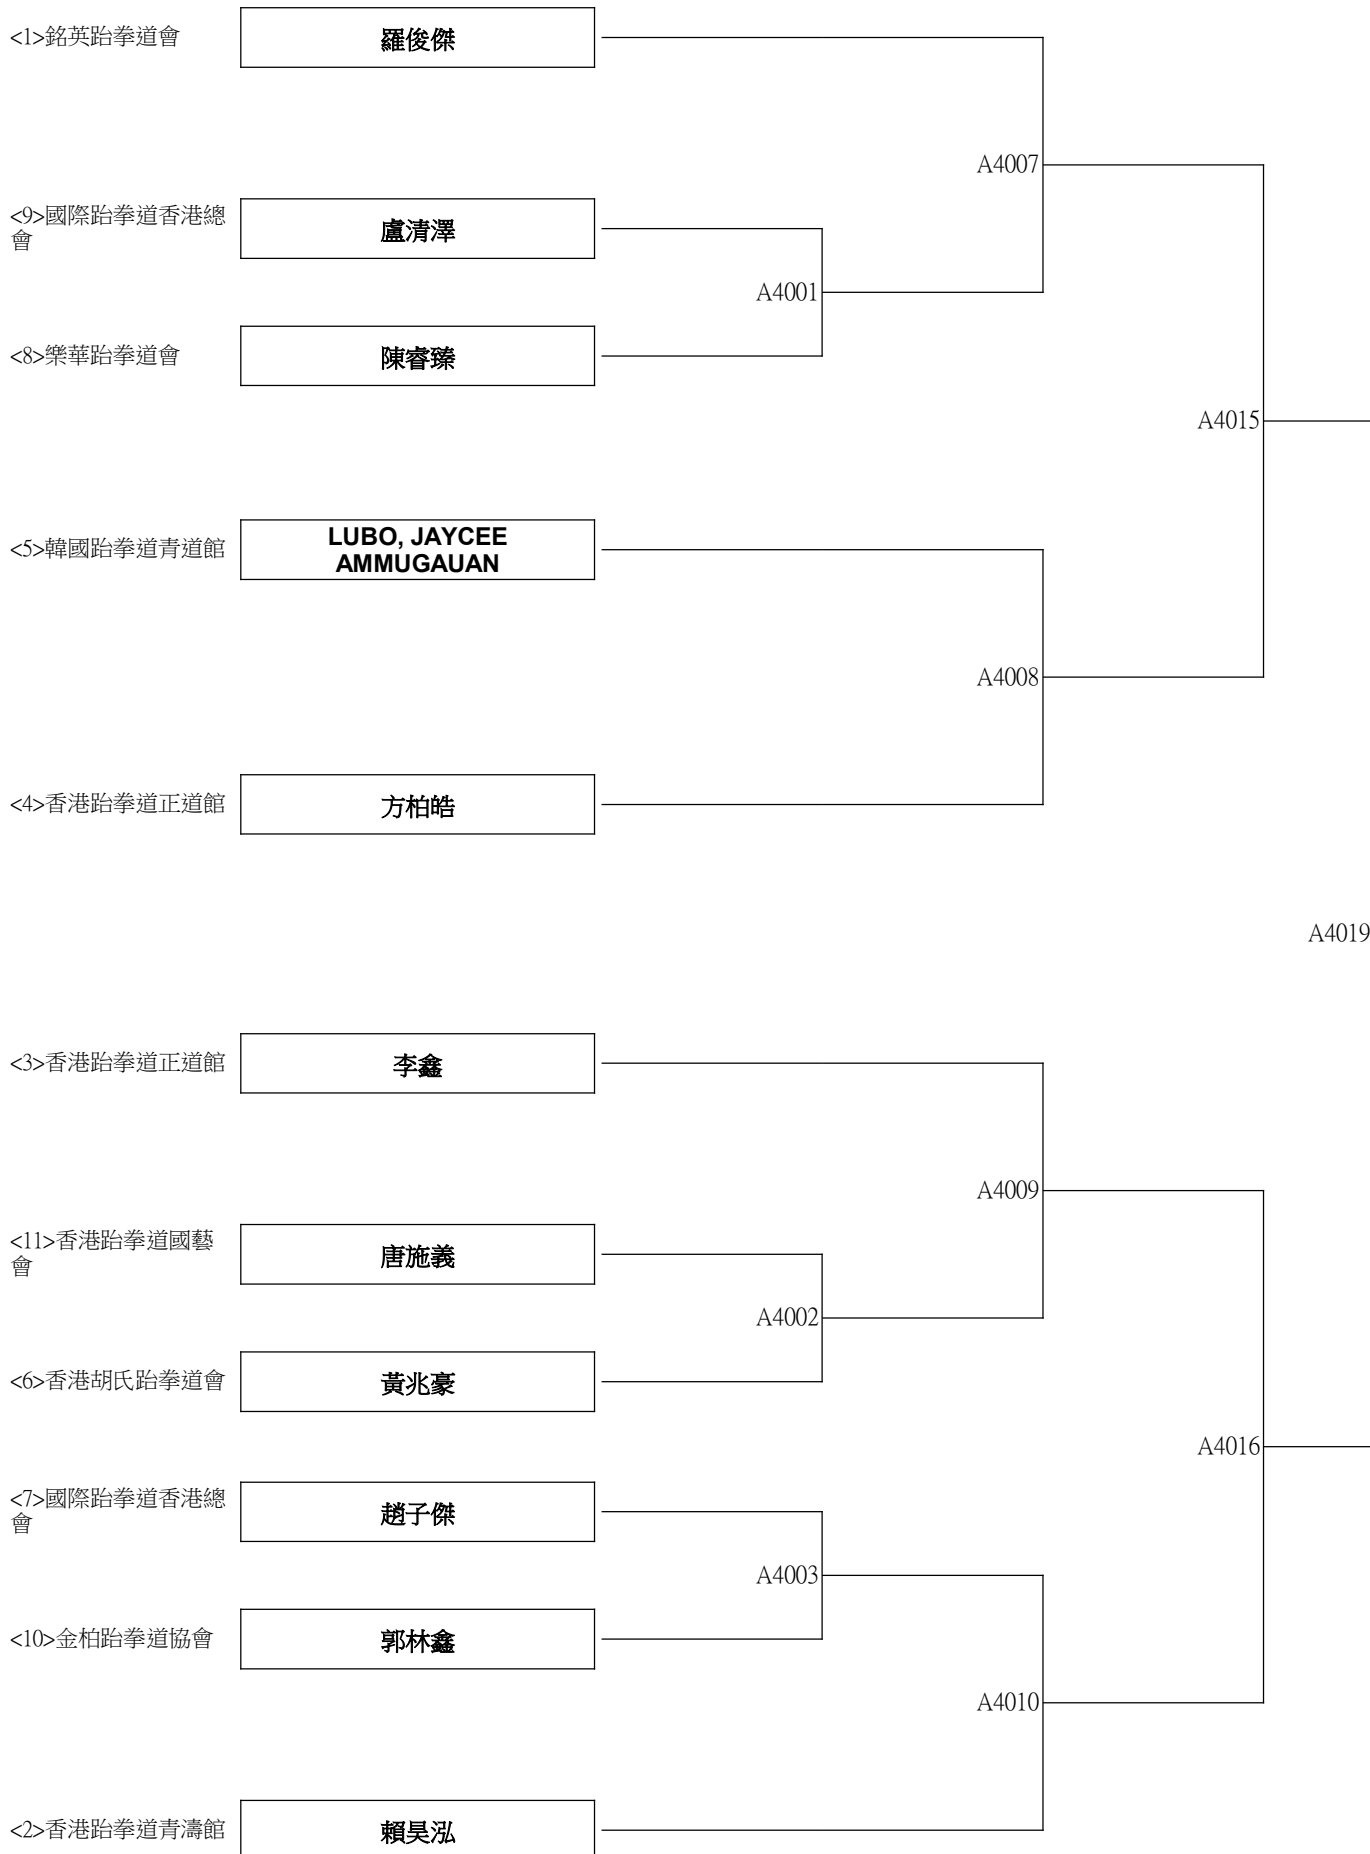 <1>銘英跆拳道會
羅俊傑
A4007
<9>國際跆拳道香港總
會
盧清澤
A4001
<8>樂華跆拳道會
陳睿臻
A4015
<5>韓國跆拳道青道館
LUBO, JAYCEE
AMMUGAUAN
A4008
<4>香港跆拳道正道館
方柏皓
A4019
<3>香港跆拳道正道館
李鑫
A4009
<11>香港跆拳道國藝
會
唐施義
A4002
<6>香港胡氏跆拳道會
黃兆豪
A4016
<7>國際跆拳道香港總
會
趙子傑
A4003
<10>金柏跆拳道協會
郭林鑫
A4010
<2>香港跆拳道青濤館
賴昊泓